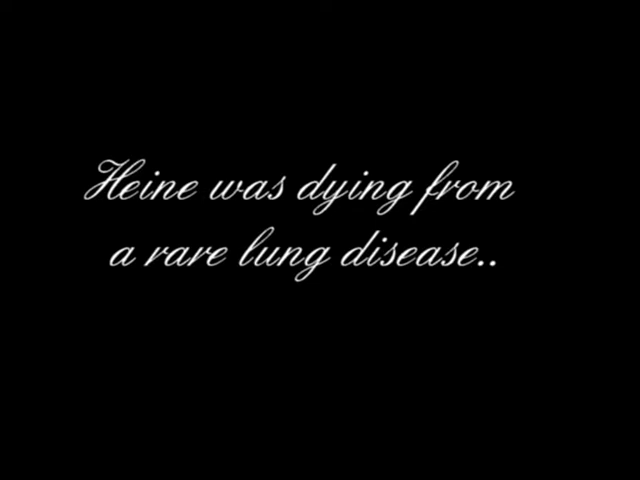 Heine was dying from
a rare lung disease..